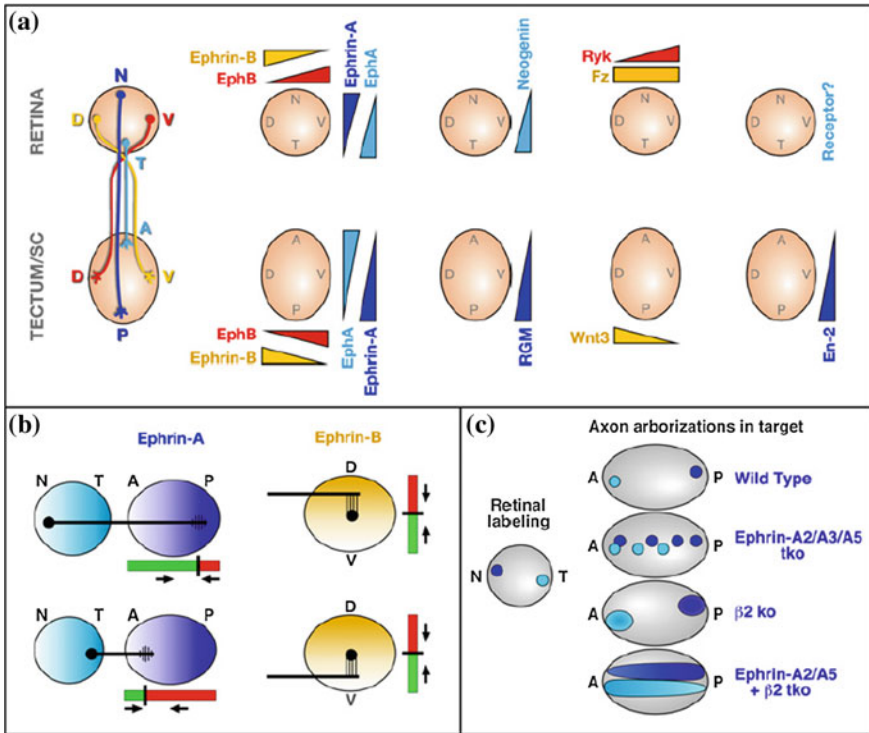 (a)
RETINA
N
D
V
T
Ephrin-B
EphB
N
D
V
T
Ephrin-A
EphA
N
D
V
T
Neogenin
Ryk
Fz
N
D
V
T
N
D
V
T
Receptor?
TECTUM/SC
A
D
V
P
A
D
V
P
EphB
Ephrin-B
EphA
Ephrin-A
A
D
V
P
RGM
A
D
V
P
Wnt3
A
D
V
P
En-2
(b)
Ephrin-A
Ephrin-B
N T A P
D
V
N T A P
D
V
(c)
Axon arborizations in target
Retinal
labeling
N
T
A
P
Wild Type
A
P
Ephrin-A2/A3/A5
tko
A
P
β2 ko
A
P
Ephrin-A2/A5
+ β2 tko